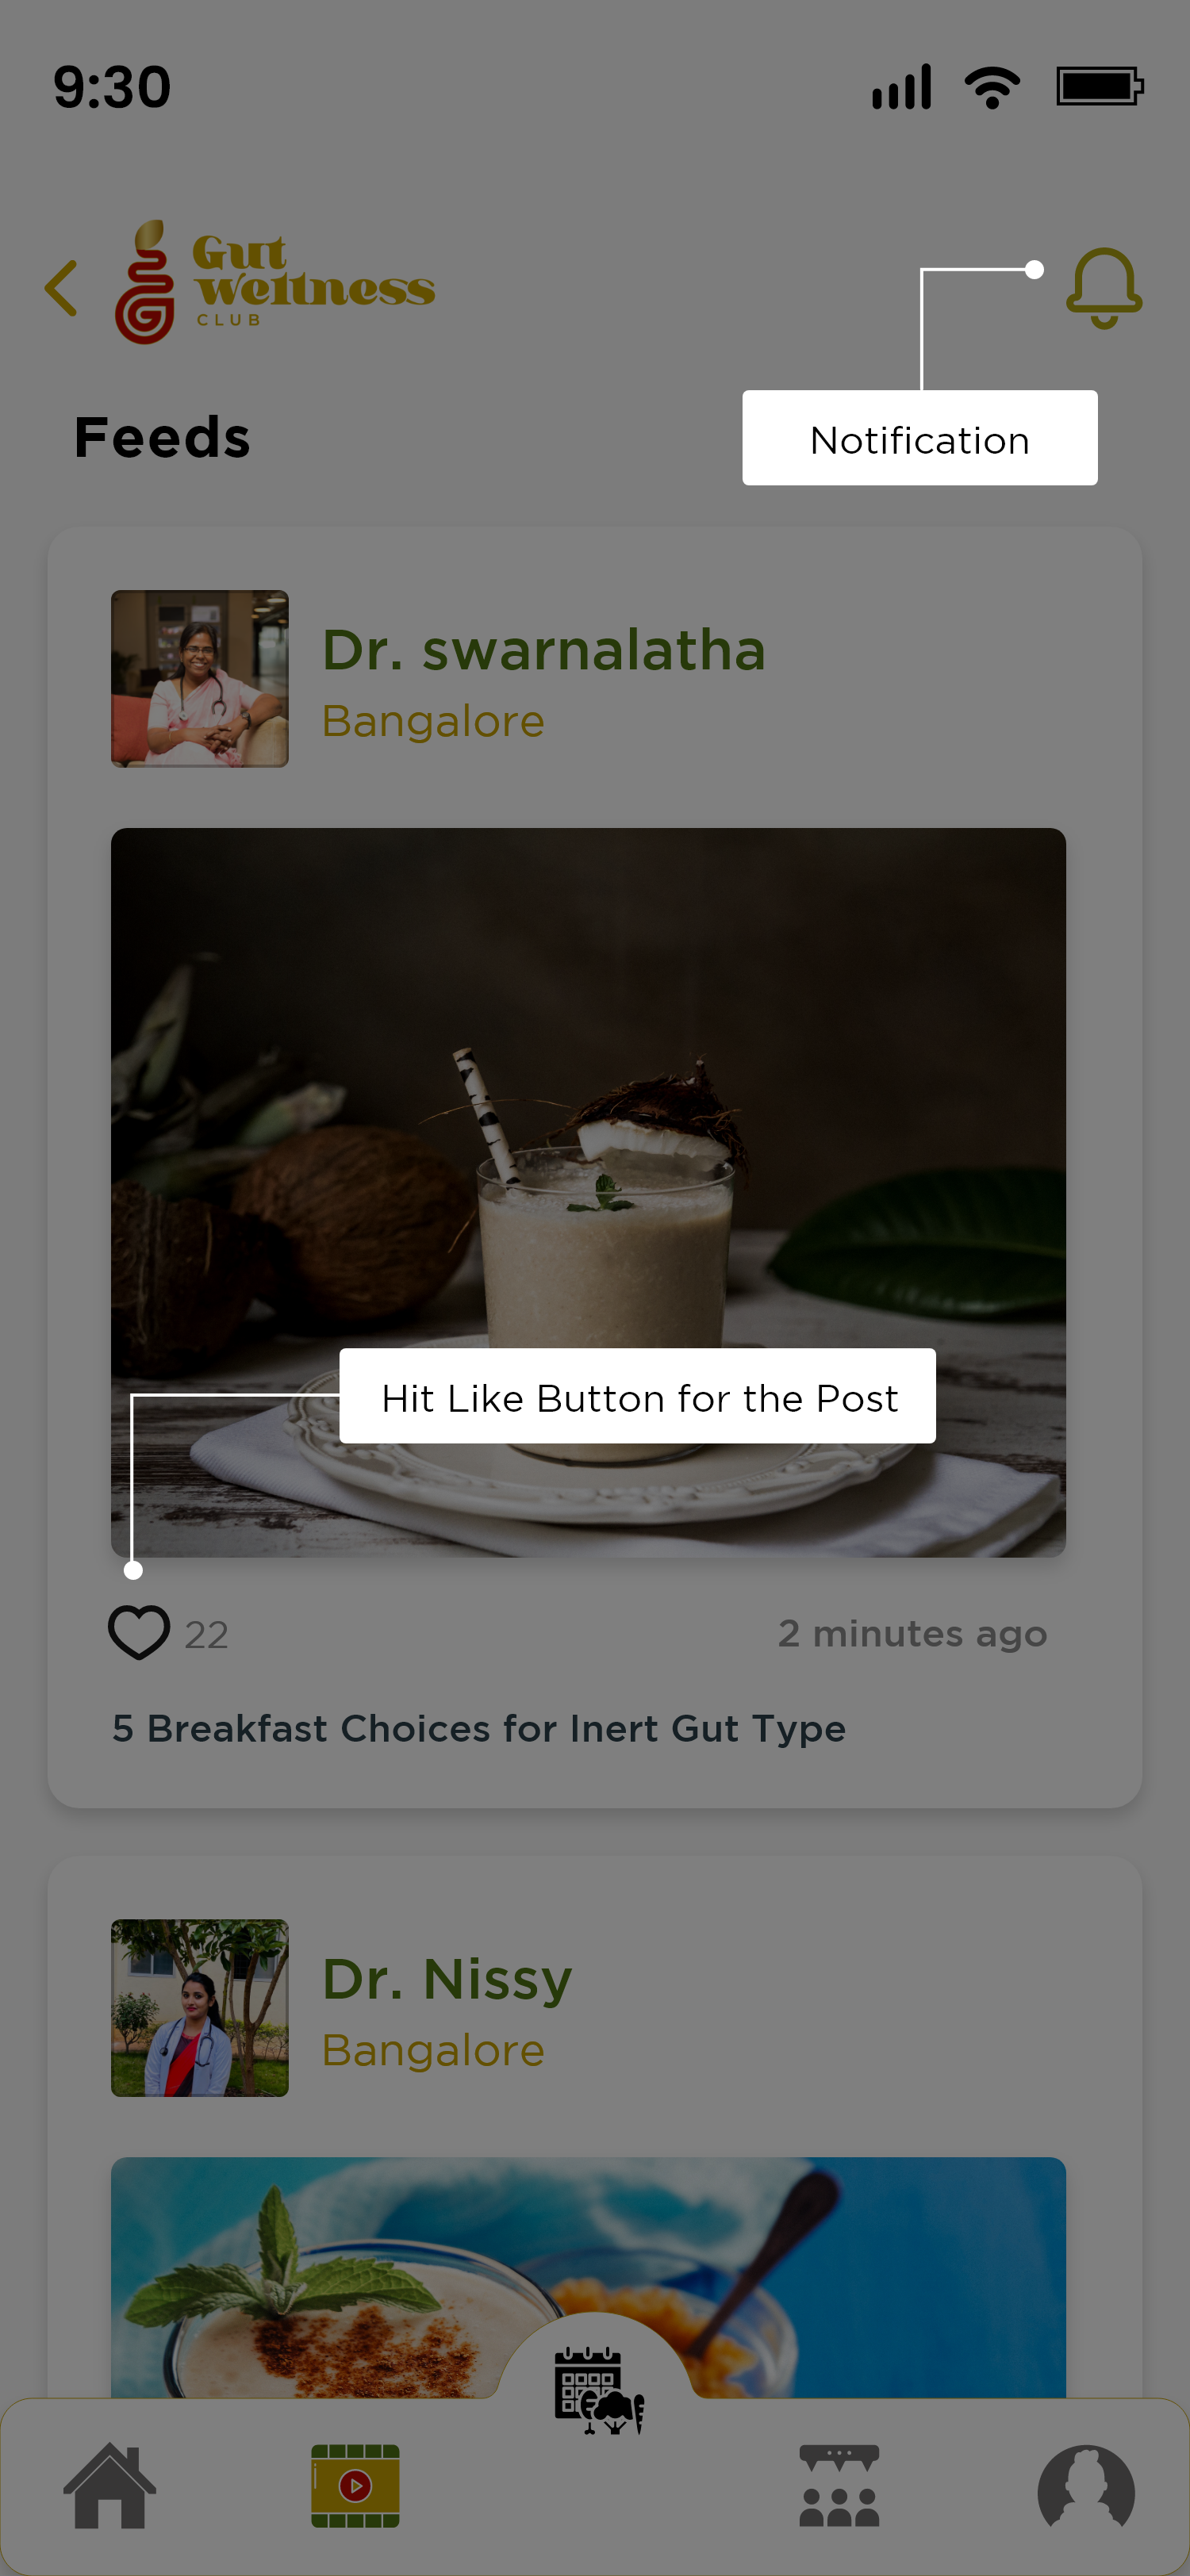 9:30
Gut
wellness
CLUB
Feeds
Notification
Dr. swarnalatha
Bangalore
Hit Like Button for the Post
22
2 minutes ago
5 Breakfast Choices for Inert Gut Type
Dr. Nissy
Bangalore